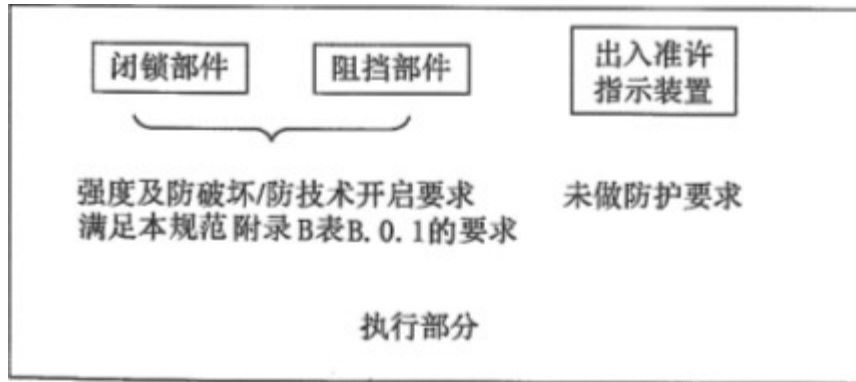 闭锁部件
阻挡部件
出入准许
指示装置
强度及防破坏/防技术开启要求
满足本规范附录B表B.0.1的要求
未做防护要求
执行部分